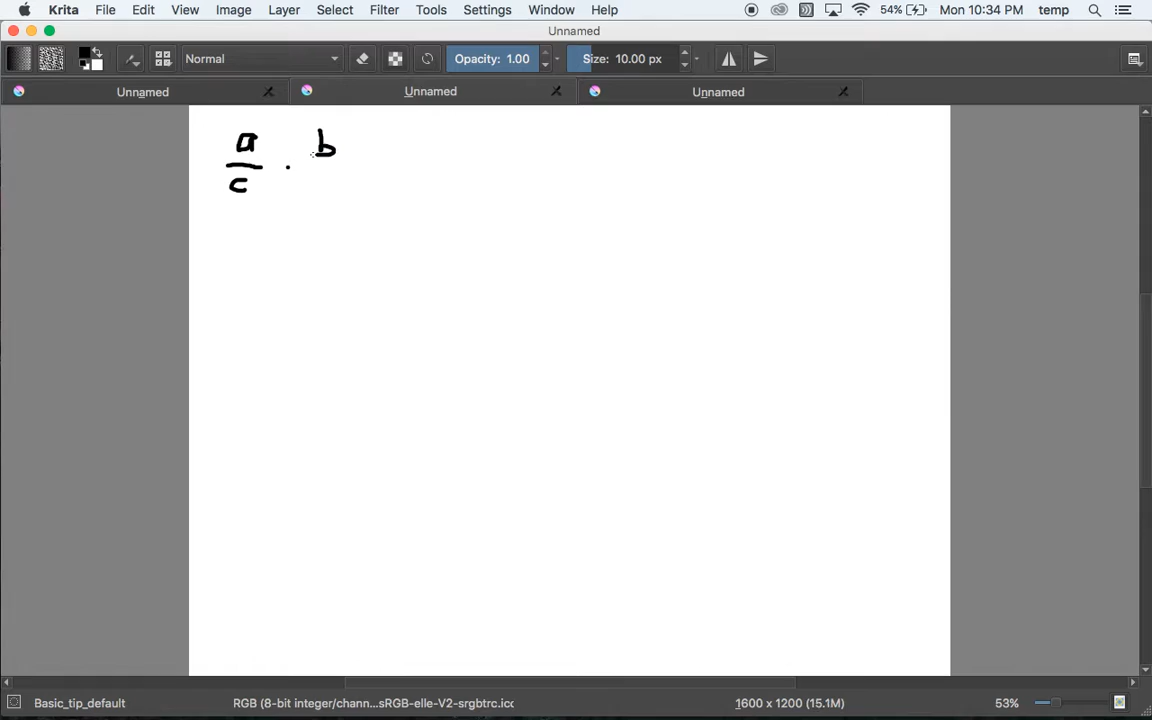 Krita File Edit View Image Layer Select Filter Tools Settings Window Help 54% Mon 10:34 PM temp
Unnamed
Normal Opacity: 1.00 Size: 10.00 px
Unnamed Unnamed Unnamed
a/c · b
Basic_tip_default RGB (8-bit integer/chann...sRGB-elle-V2-srgbtrc.icc 1600 x 1200 (15.1M) 53%